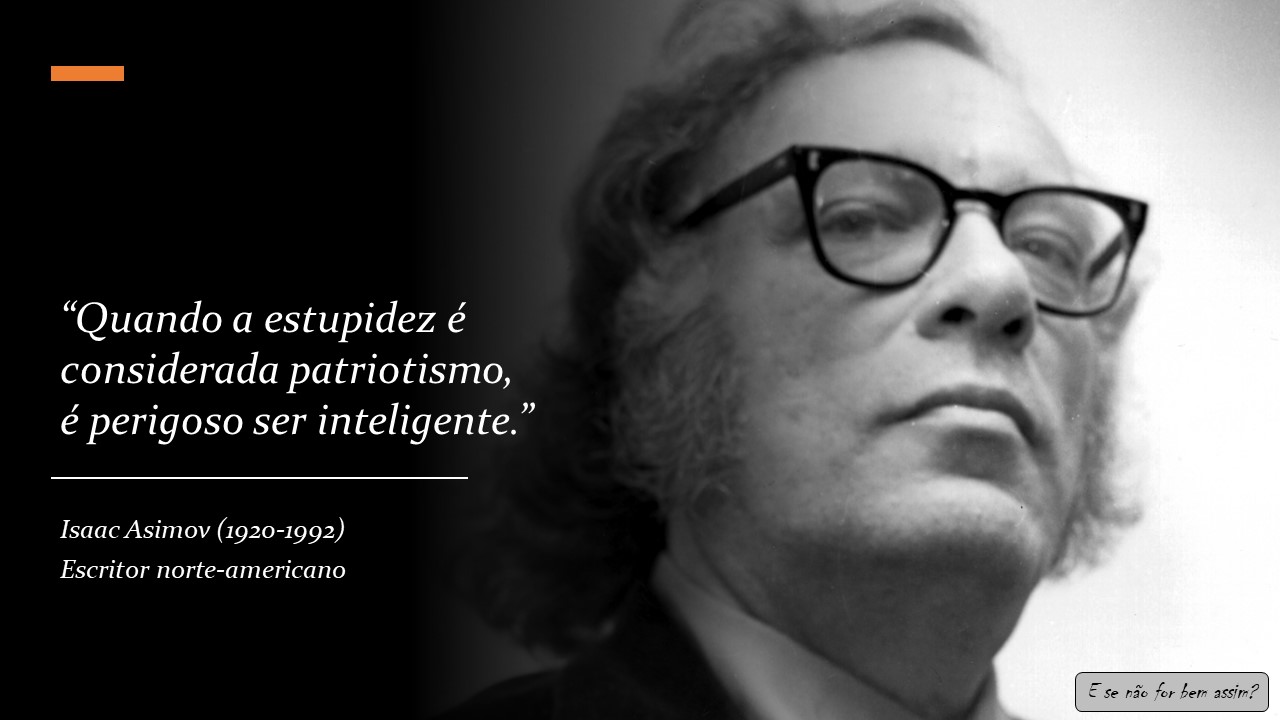 “Quando a estupidez é
considerada patriotismo,
é perigoso ser inteligente.”
Isaac Asimov (1920-1992)
Escritor norte-americano
E se não for bem assim?